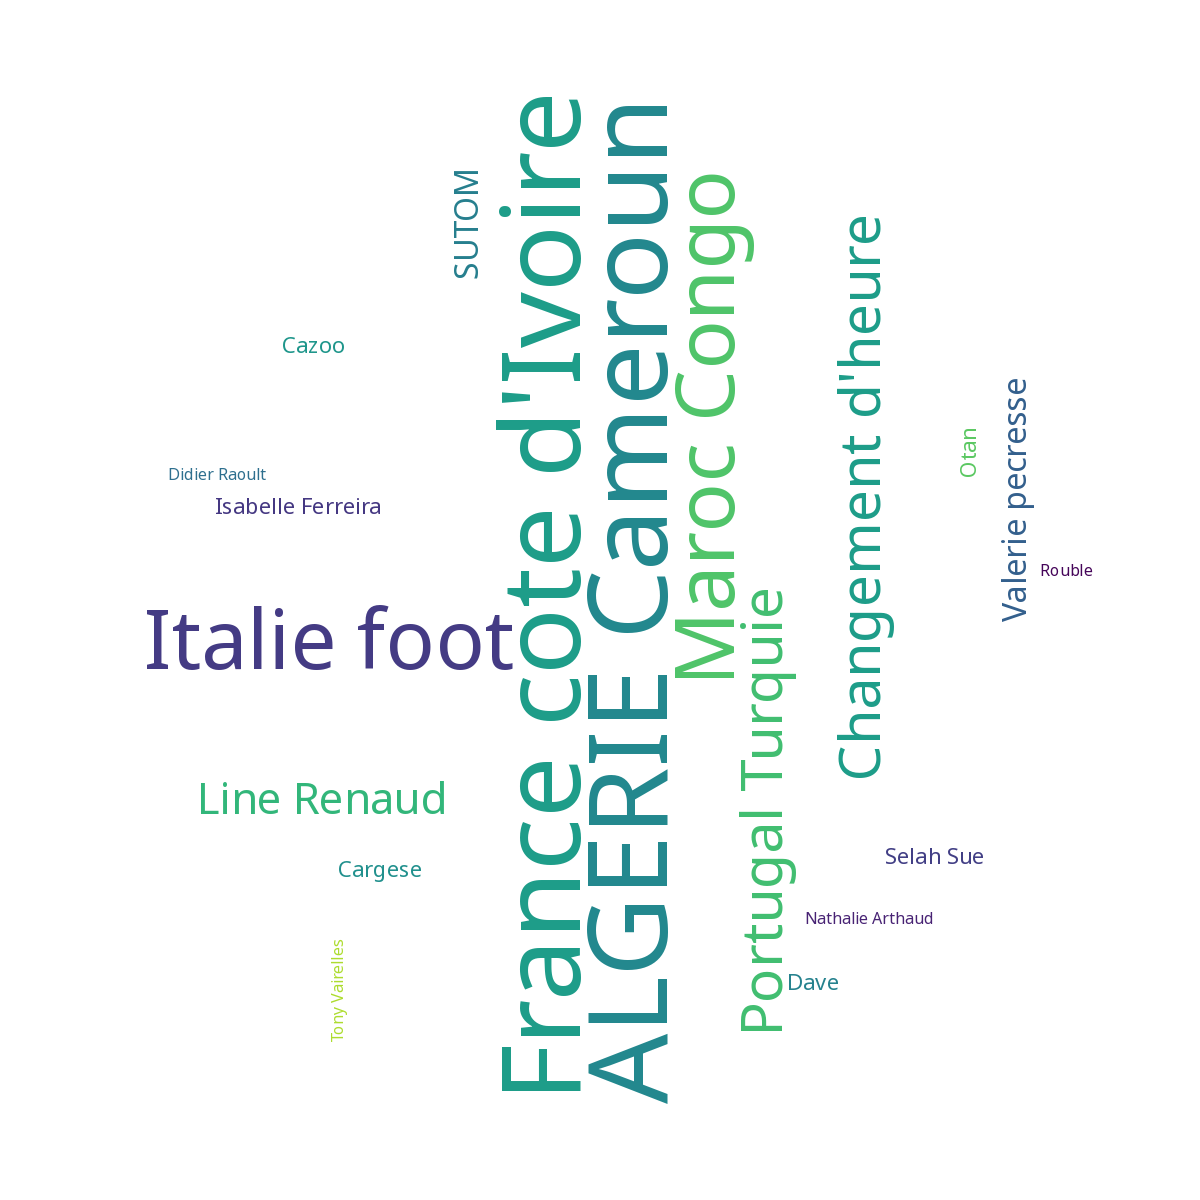 SUTOM
France cote d'Ivoire
ALGERIE Cameroun
Maroc Congo
Changement d'heure
Cazoo
Otan
Valerie pecresse
Didier Raoult
Isabelle Ferreira
Rouble
Italie foot
Portugal Turquie
Line Renaud
Cargese
Selah Sue
Nathalie Arthaud
Tony Vairelles
Dave